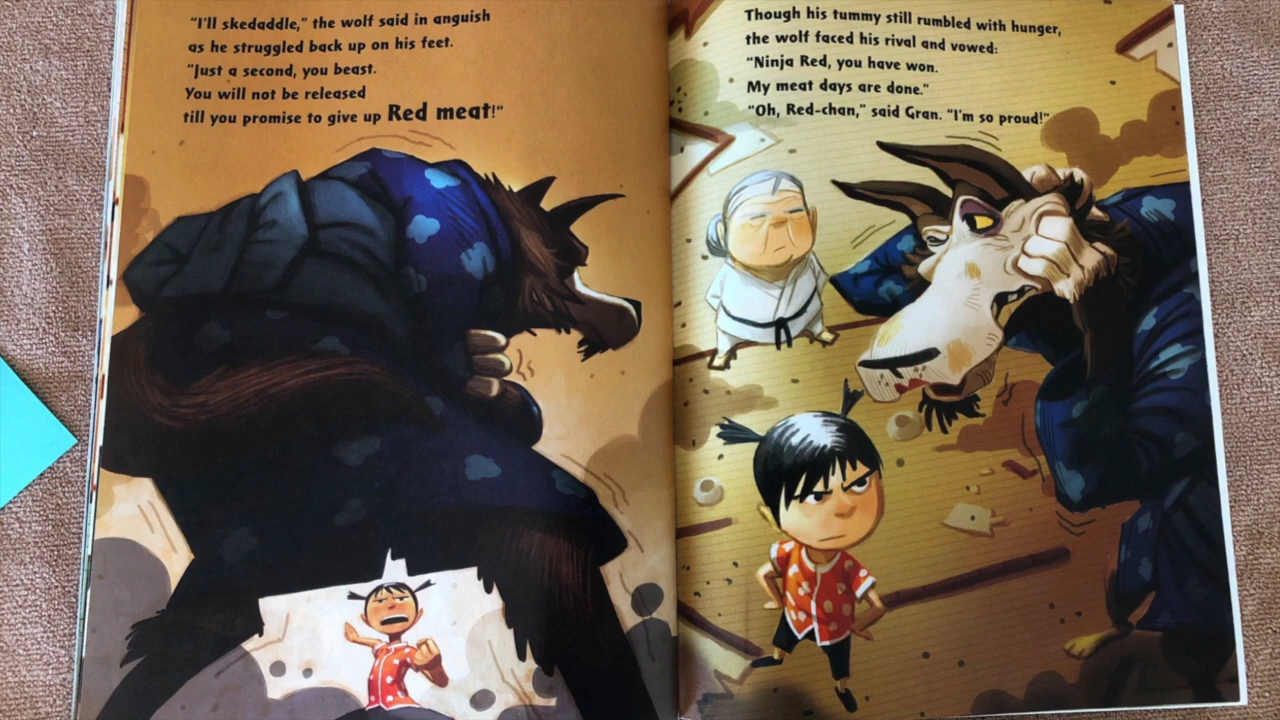 "I'll skedaddle," the wolf said in anguish
as he struggled back up on his feet.
"Just a second, you beast.
You will not be released
till you promise to give up Red meat!"
Though his tummy still rumbled with hunger,
the wolf faced his rival and vowed:
"Ninja Red, you have won.
My meat days are done."
"Oh, Red-chan," said Gran. "I'm so proud!"